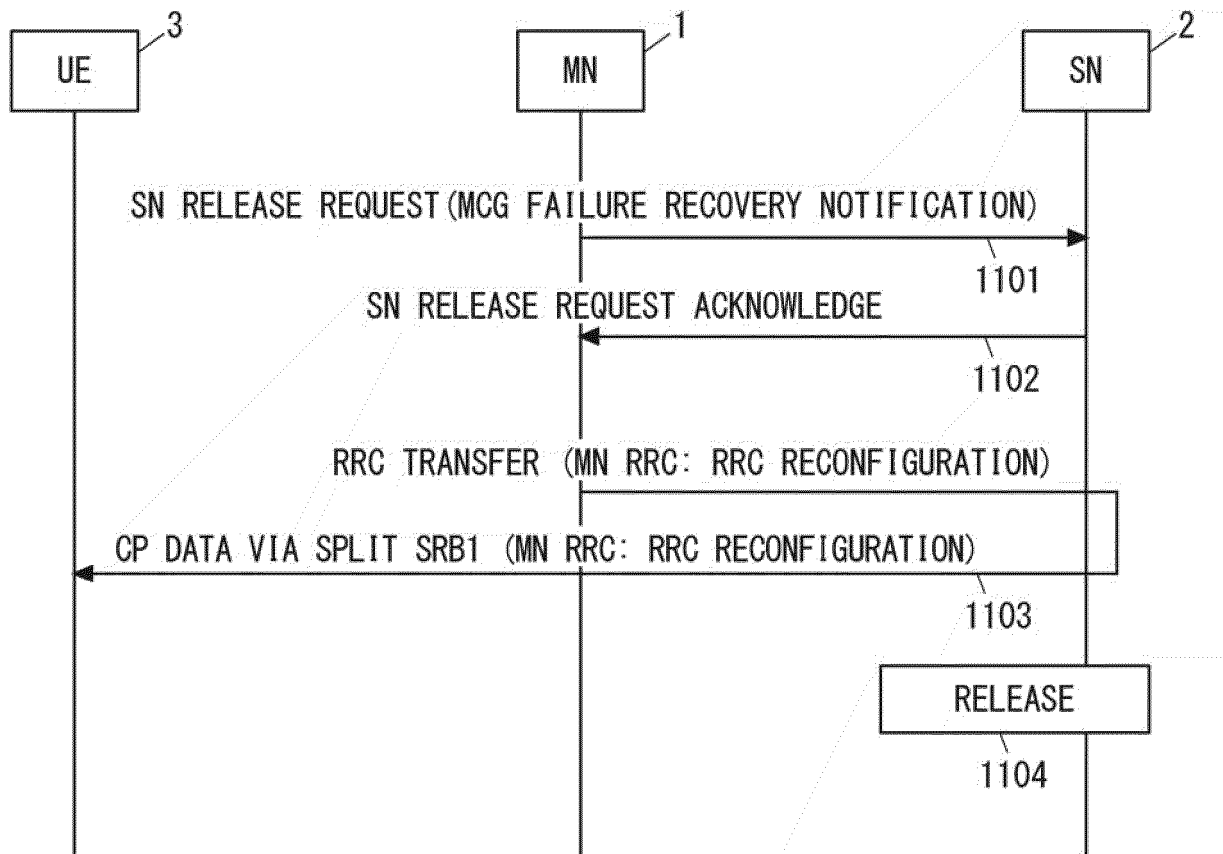 3
1
2
UE
MN
SN
SN RELEASE REQUEST(MCG FAILURE RECOVERY NOTIFICATION)
1101
SN RELEASE REQUEST ACKNOWLEDGE
1102
RRC TRANSFER (MN RRC: RRC RECONFIGURATION)
CP DATA VIA SPLIT SRB1 (MN RRC: RRC RECONFIGURATION)
1103
RELEASE
1104